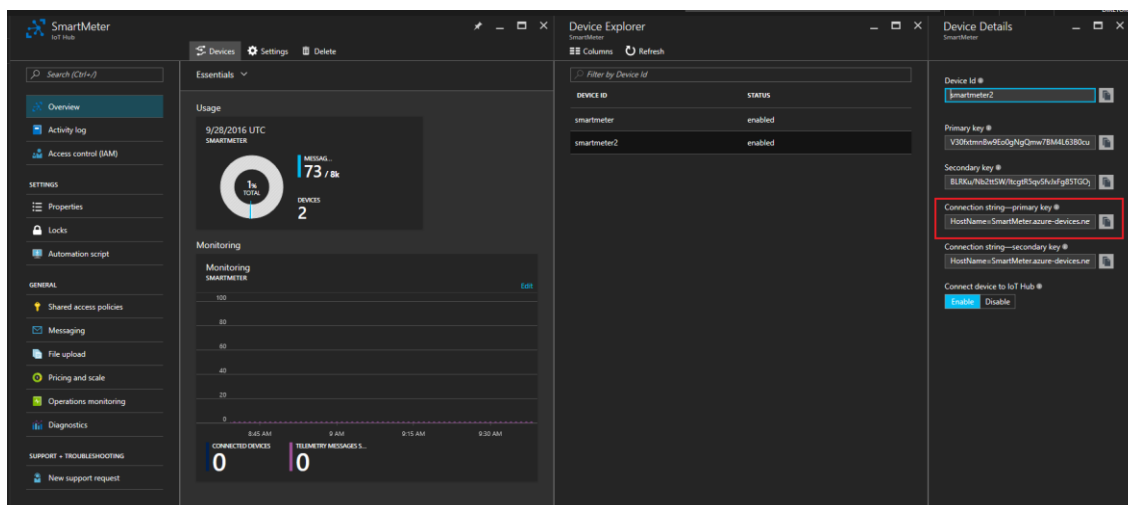 SmartMeter
IoT Hub
Devices
Settings
Delete
Search (Ctrl+/)
Overview
Activity log
Access control (IAM)
SETTINGS
Properties
Locks
Automation script
GENERAL
Shared access policies
Messaging
File upload
Pricing and scale
Operations monitoring
Diagnostics
SUPPORT + TROUBLESHOOTING
New support request
Essentials
Usage
9/28/2016 UTC
SMARTMETER
1%
TOTAL
MESSAG...
73 / 8k
DEVICES
2
Monitoring
Monitoring
SMARTMETER
Edit
100
80
60
40
20
0
8:45 AM 9 AM 9:15 AM 9:30 AM
CONNECTED DEVICES
0
TELEMETRY MESSAGES S...
0
Device Explorer
SmartMeter
Columns
Refresh
Filter by Device Id
DEVICE ID STATUS
smartmeter enabled
smartmeter2 enabled
Device Details
SmartMeter
Device Id
smartmeter2
Primary key
Secondary key
Connection string—primary key
HostName=SmartMeter.azure-devices.ne
Connection string—secondary key
HostName=SmartMeter.azure-devices.ne
Connect device to IoT Hub
Enable Disable